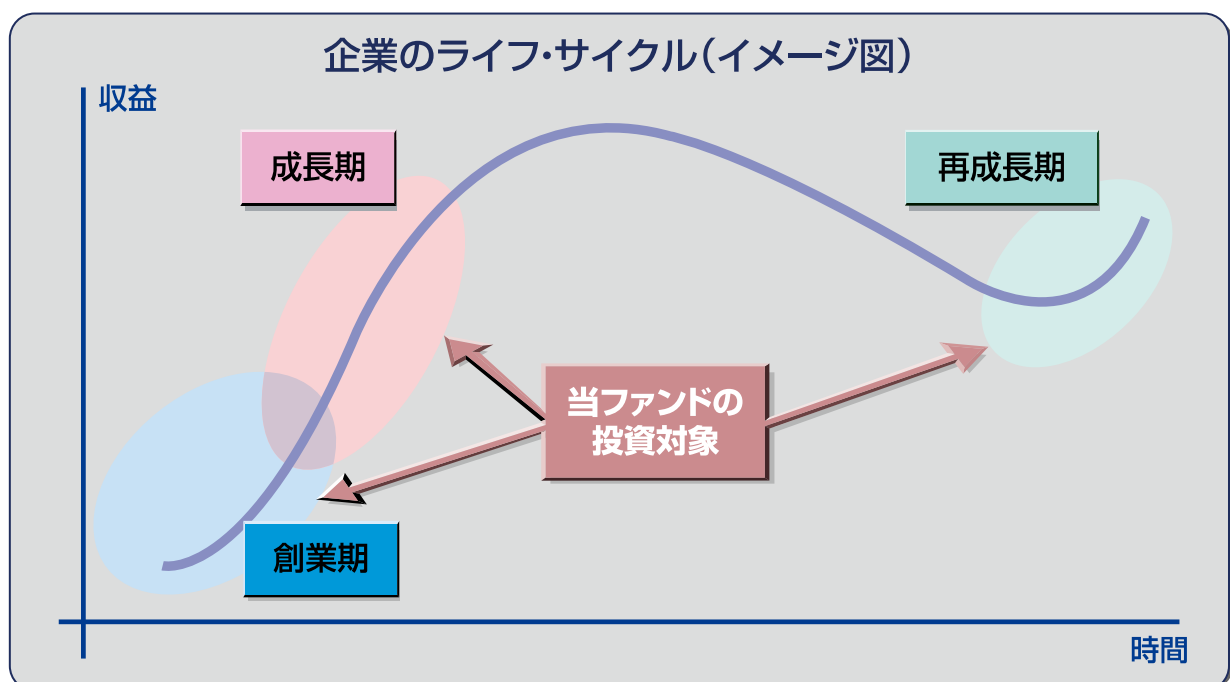 企業のライフ・サイクル(イメージ図)
収益
成長期
再成長期
当ファンドの
投資対象
創業期
時間